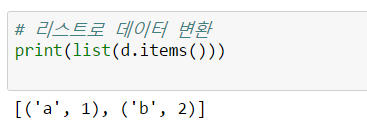 # 리스트로 데이터 변환
print(list(d.items()))
[('a', 1), ('b', 2)]